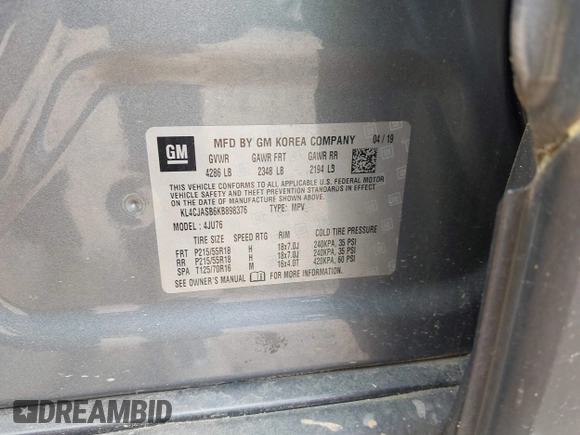 GM
MFD BY GM KOREA COMPANY 04 / 19
GVWR GAWR FRT GAWR RR
4286 LB 2348 LB 2194 LB
THIS VEHICLE CONFORMS TO ALL APPLICABLE U.S. FEDERAL MOTOR
VEHICLE SAFETY AND THEFT PREVENTION STANDARDS IN EFFECT
ON THE DATE OF MANUFACTURE SHOWN ABOVE.
KL4CJASB6KB898376 TYPE: MPV
MODEL : 4JU76
TIRE SIZE SPEED RTG RIM COLD TIRE PRESSURE
FRT P215/55R18 H 18x7.0J 240KPA, 35 PSI
RR P215/55R18 H 18x7.0J 240KPA, 35 PSI
SPA T125/70R16 M 16x4.0T 420KPA, 60 PSI
SEE OWNER'S MANUAL FOR MORE INFORMATION.
DREAMBID